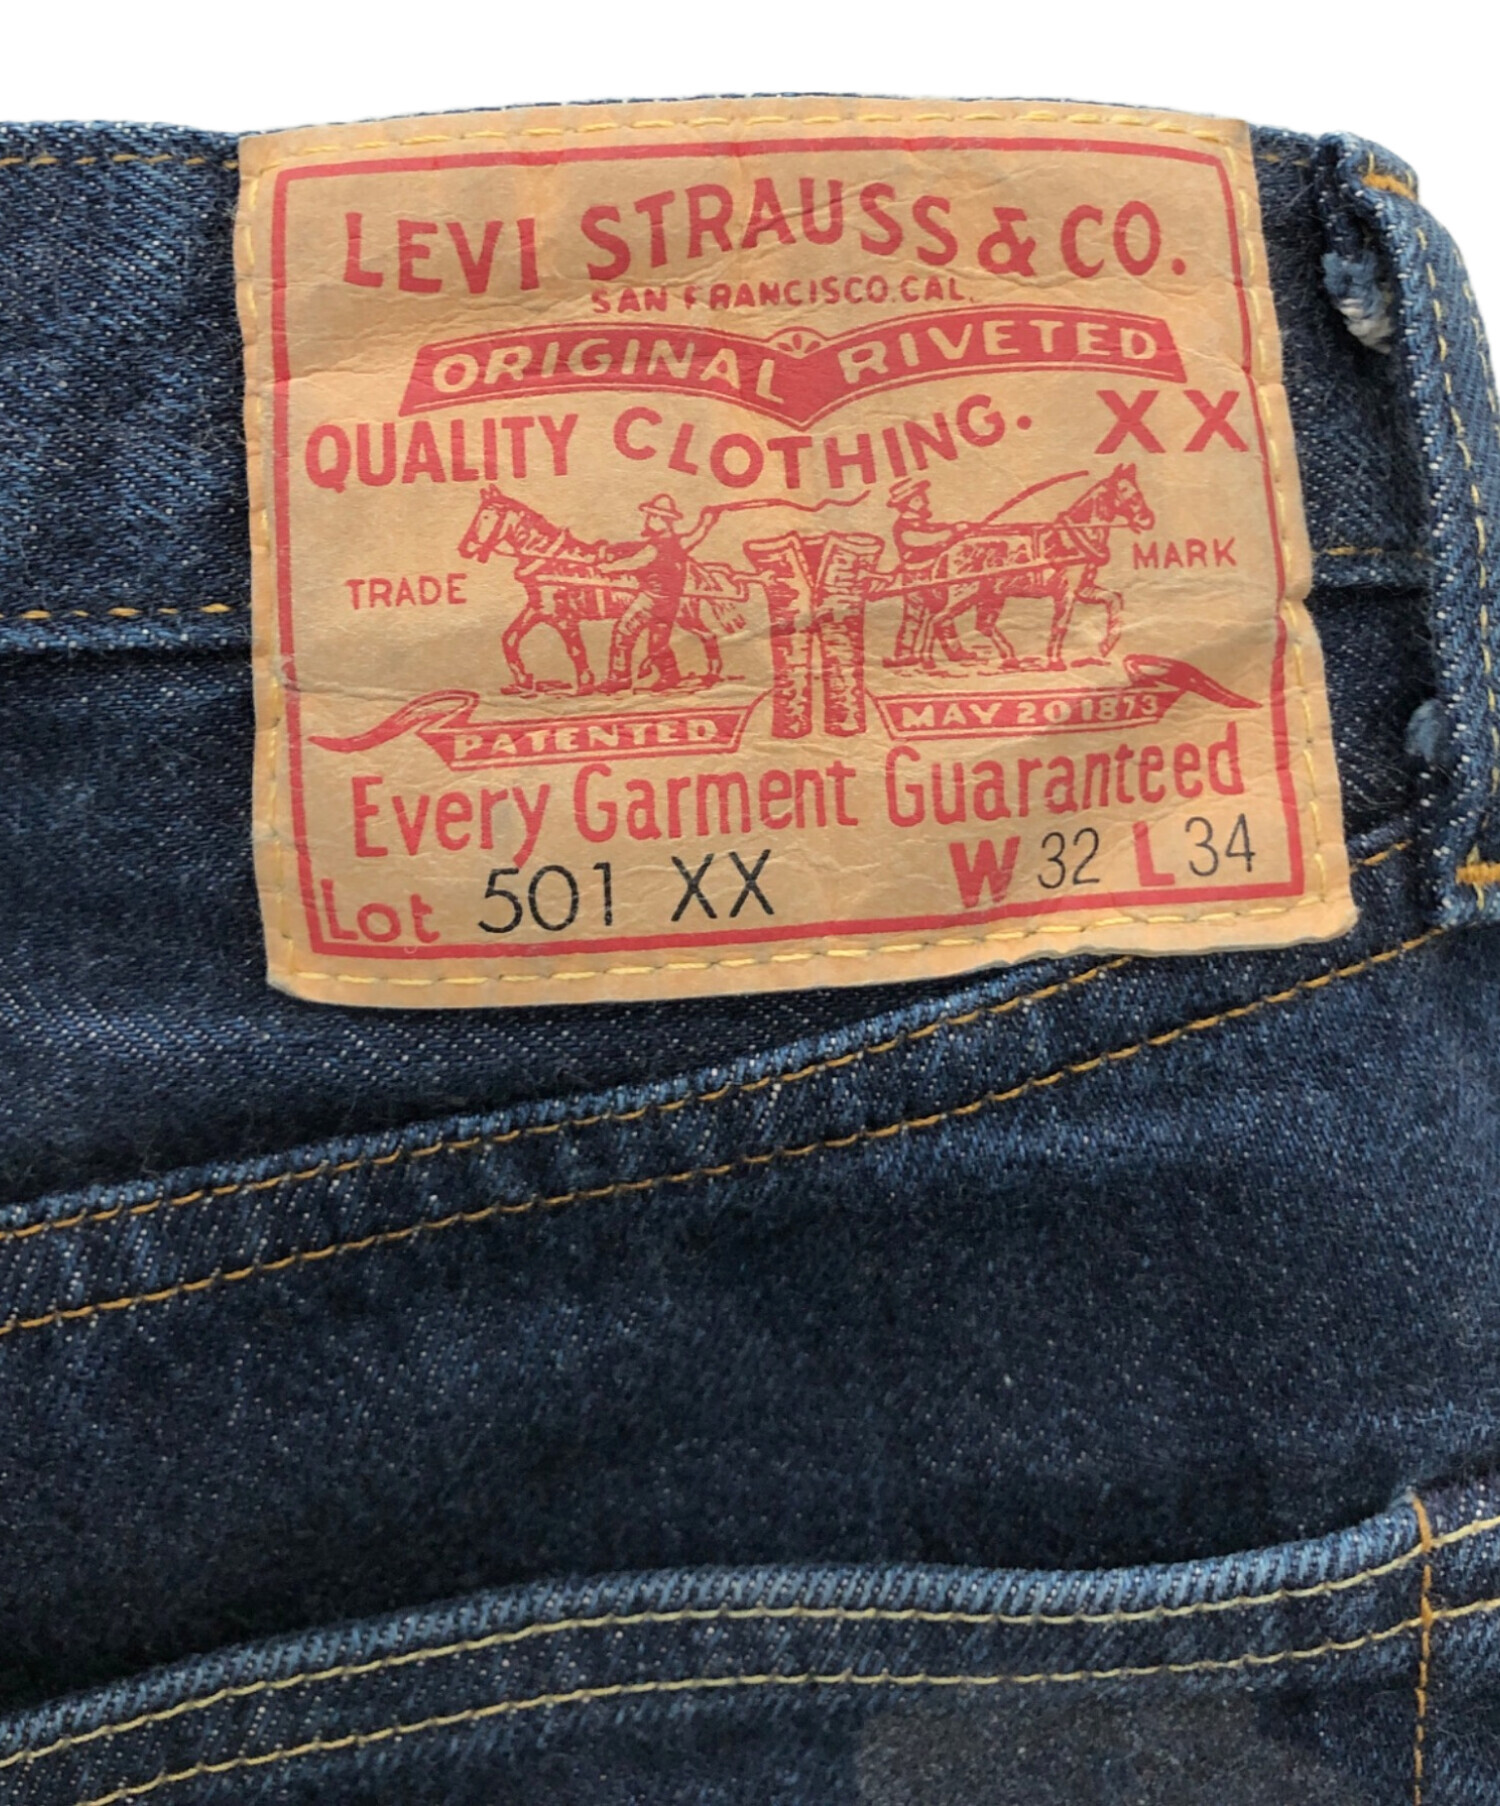 LEVI STRAUSS & CO.
SAN FRANCISCO.CAL.
ORIGINAL RIVETED
QUALITY CLOTHING. XX
TRADE MARK
PATENTED MAY 20 1873
Every Garment Guaranteed
Lot 501 XX W 32 L 34